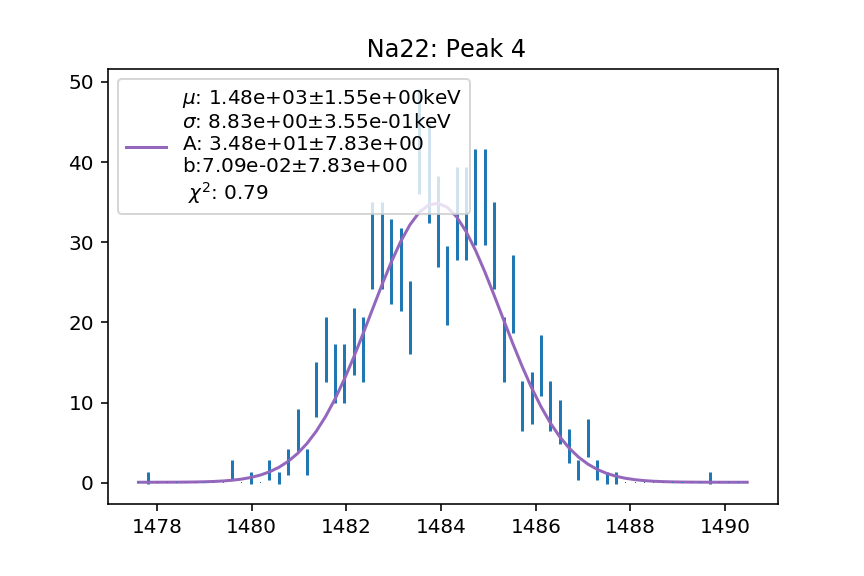 Na22: Peak 4
μ: 1.48e+03±1.55e+00keV
σ: 8.83e+00±3.55e-01keV
A: 3.48e+01±7.83e+00
b:7.09e-02±7.83e+00
χ²: 0.79
50
40
30
20
10
0
1478 1480 1482 1484 1486 1488 1490